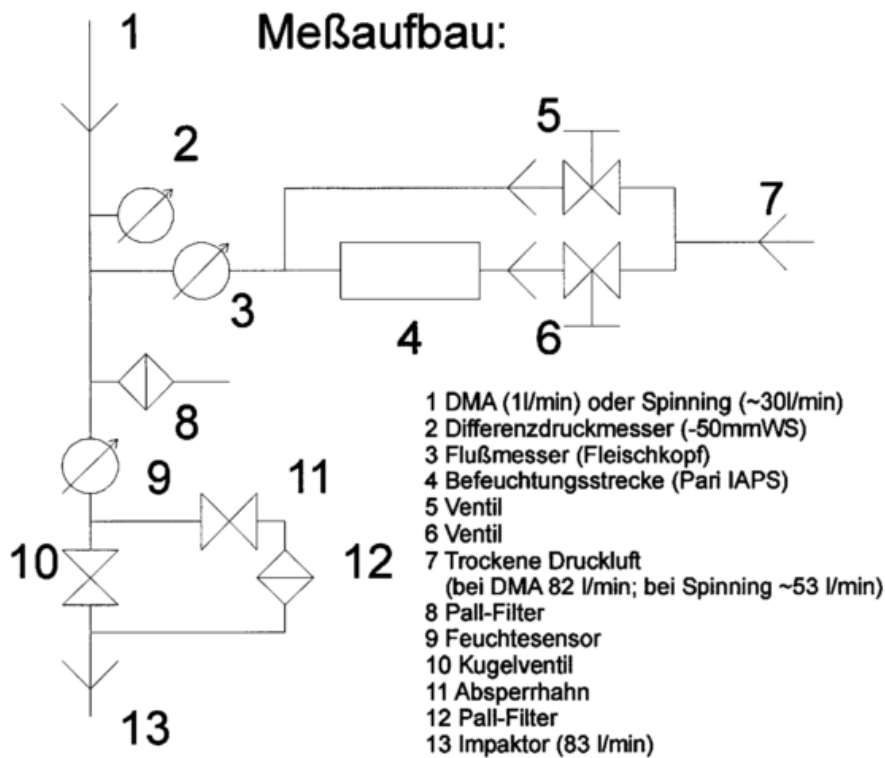 Meßaufbau:
1
2
3
4
5
6
7
8
9
10
11
12
13
1 DMA (1l/min) oder Spinning (~30l/min)
2 Differenzdruckmesser (-50mmWS)
3 Flußmesser (Fleischkopf)
4 Befeuchtungsstrecke (Pari IAPS)
5 Ventil
6 Ventil
7 Trockene Druckluft
(bei DMA 82 l/min; bei Spinning ~53 l/min)
8 Pall-Filter
9 Feuchtesensor
10 Kugelventil
11 Absperrhahn
12 Pall-Filter
13 Impaktor (83 l/min)